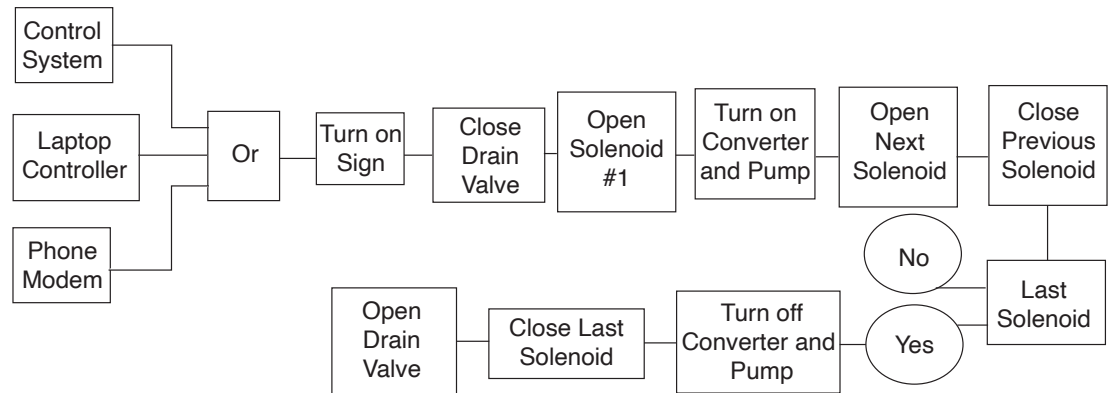 Control
System
Laptop
Controller
Phone
Modem
Or
Turn on
Sign
Close
Drain
Valve
Open
Solenoid
#1
Turn on
Converter
and Pump
Open
Next
Solenoid
Close
Previous
Solenoid
Last
Solenoid
No
Yes
Turn off
Converter and
Pump
Close Last
Solenoid
Open
Drain
Valve